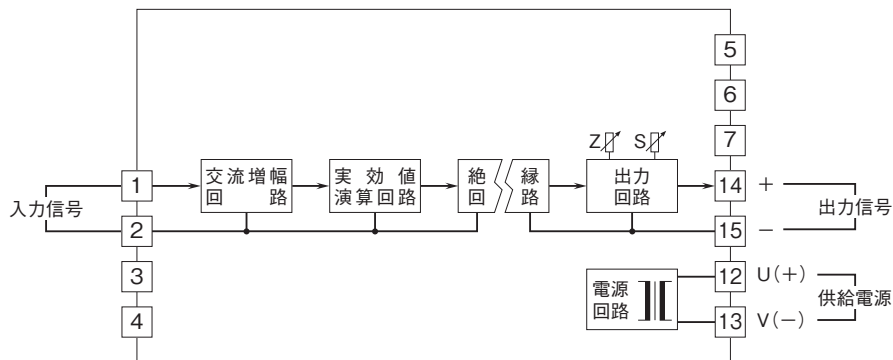 5
6
7
Z S
1
交流増幅
回路
実効値
演算回路
絶縁
回路
出力
回路
14 +
入力信号
出力信号
2
15 −
3
12 U(+)
電源
回路
供給電源
4
13 V(−)